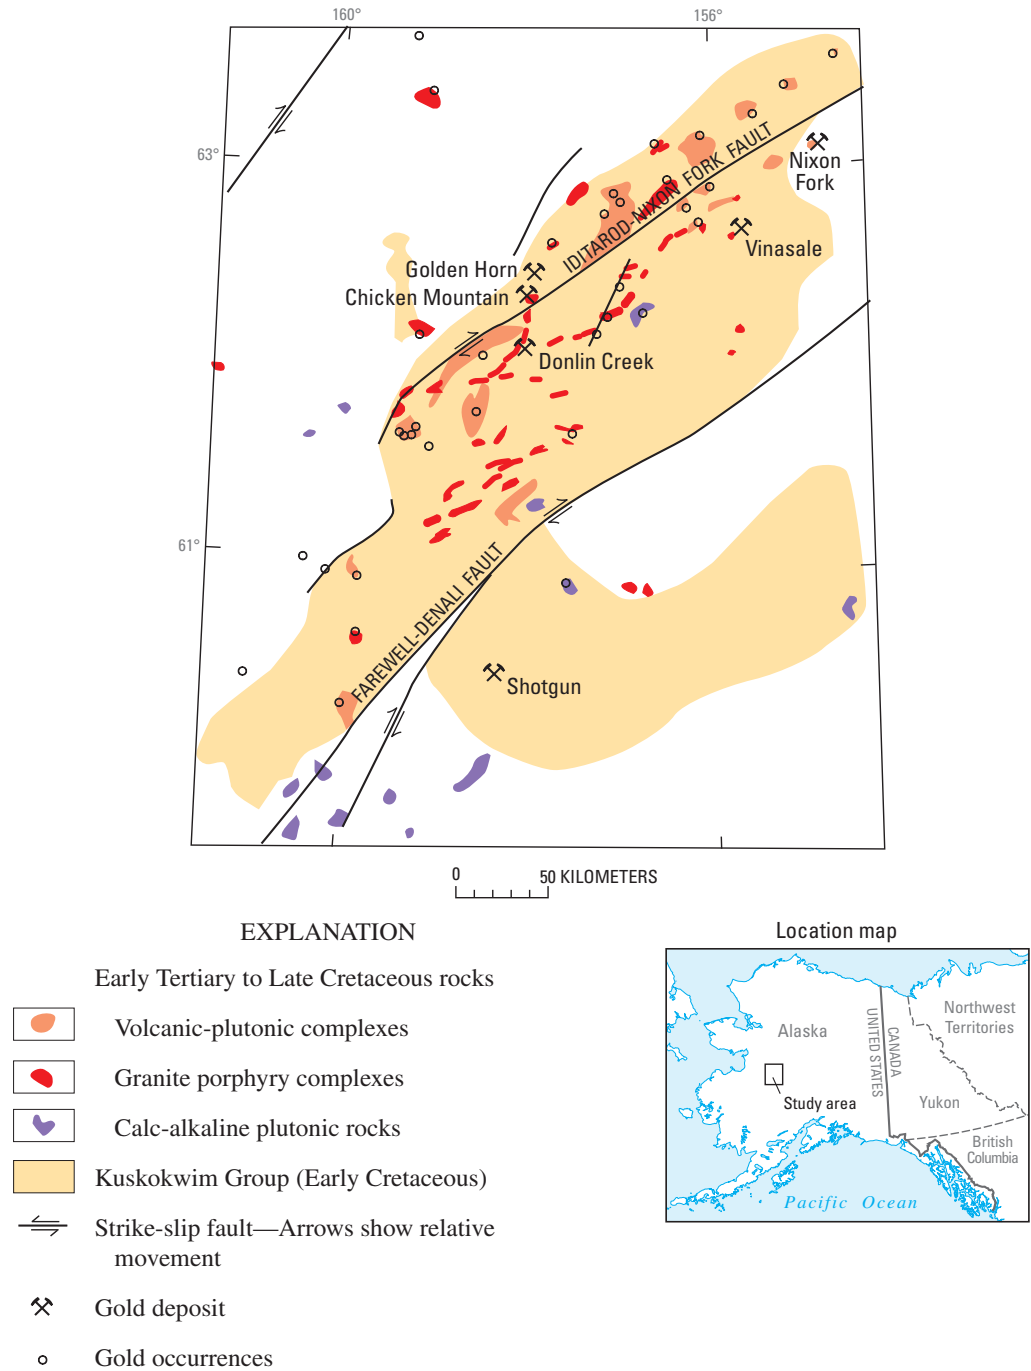 160°
156°
63°
Nixon
Fork
IDITAROD-NIXON FORK FAULT
Vinasale
Golden Horn
Chicken Mountain
Donlin Creek
61°
FAREWELL-DENALI FAULT
Shotgun
0 50 KILOMETERS
EXPLANATION
Early Tertiary to Late Cretaceous rocks
Volcanic-plutonic complexes
Granite porphyry complexes
Calc-alkaline plutonic rocks
Kuskokwim Group (Early Cretaceous)
Strike-slip fault—Arrows show relative
movement
Gold deposit
Gold occurrences
Location map
Northwest
Territories
Alaska
UNITED STATES
CANADA
Study area
Yukon
British
Columbia
Pacific Ocean